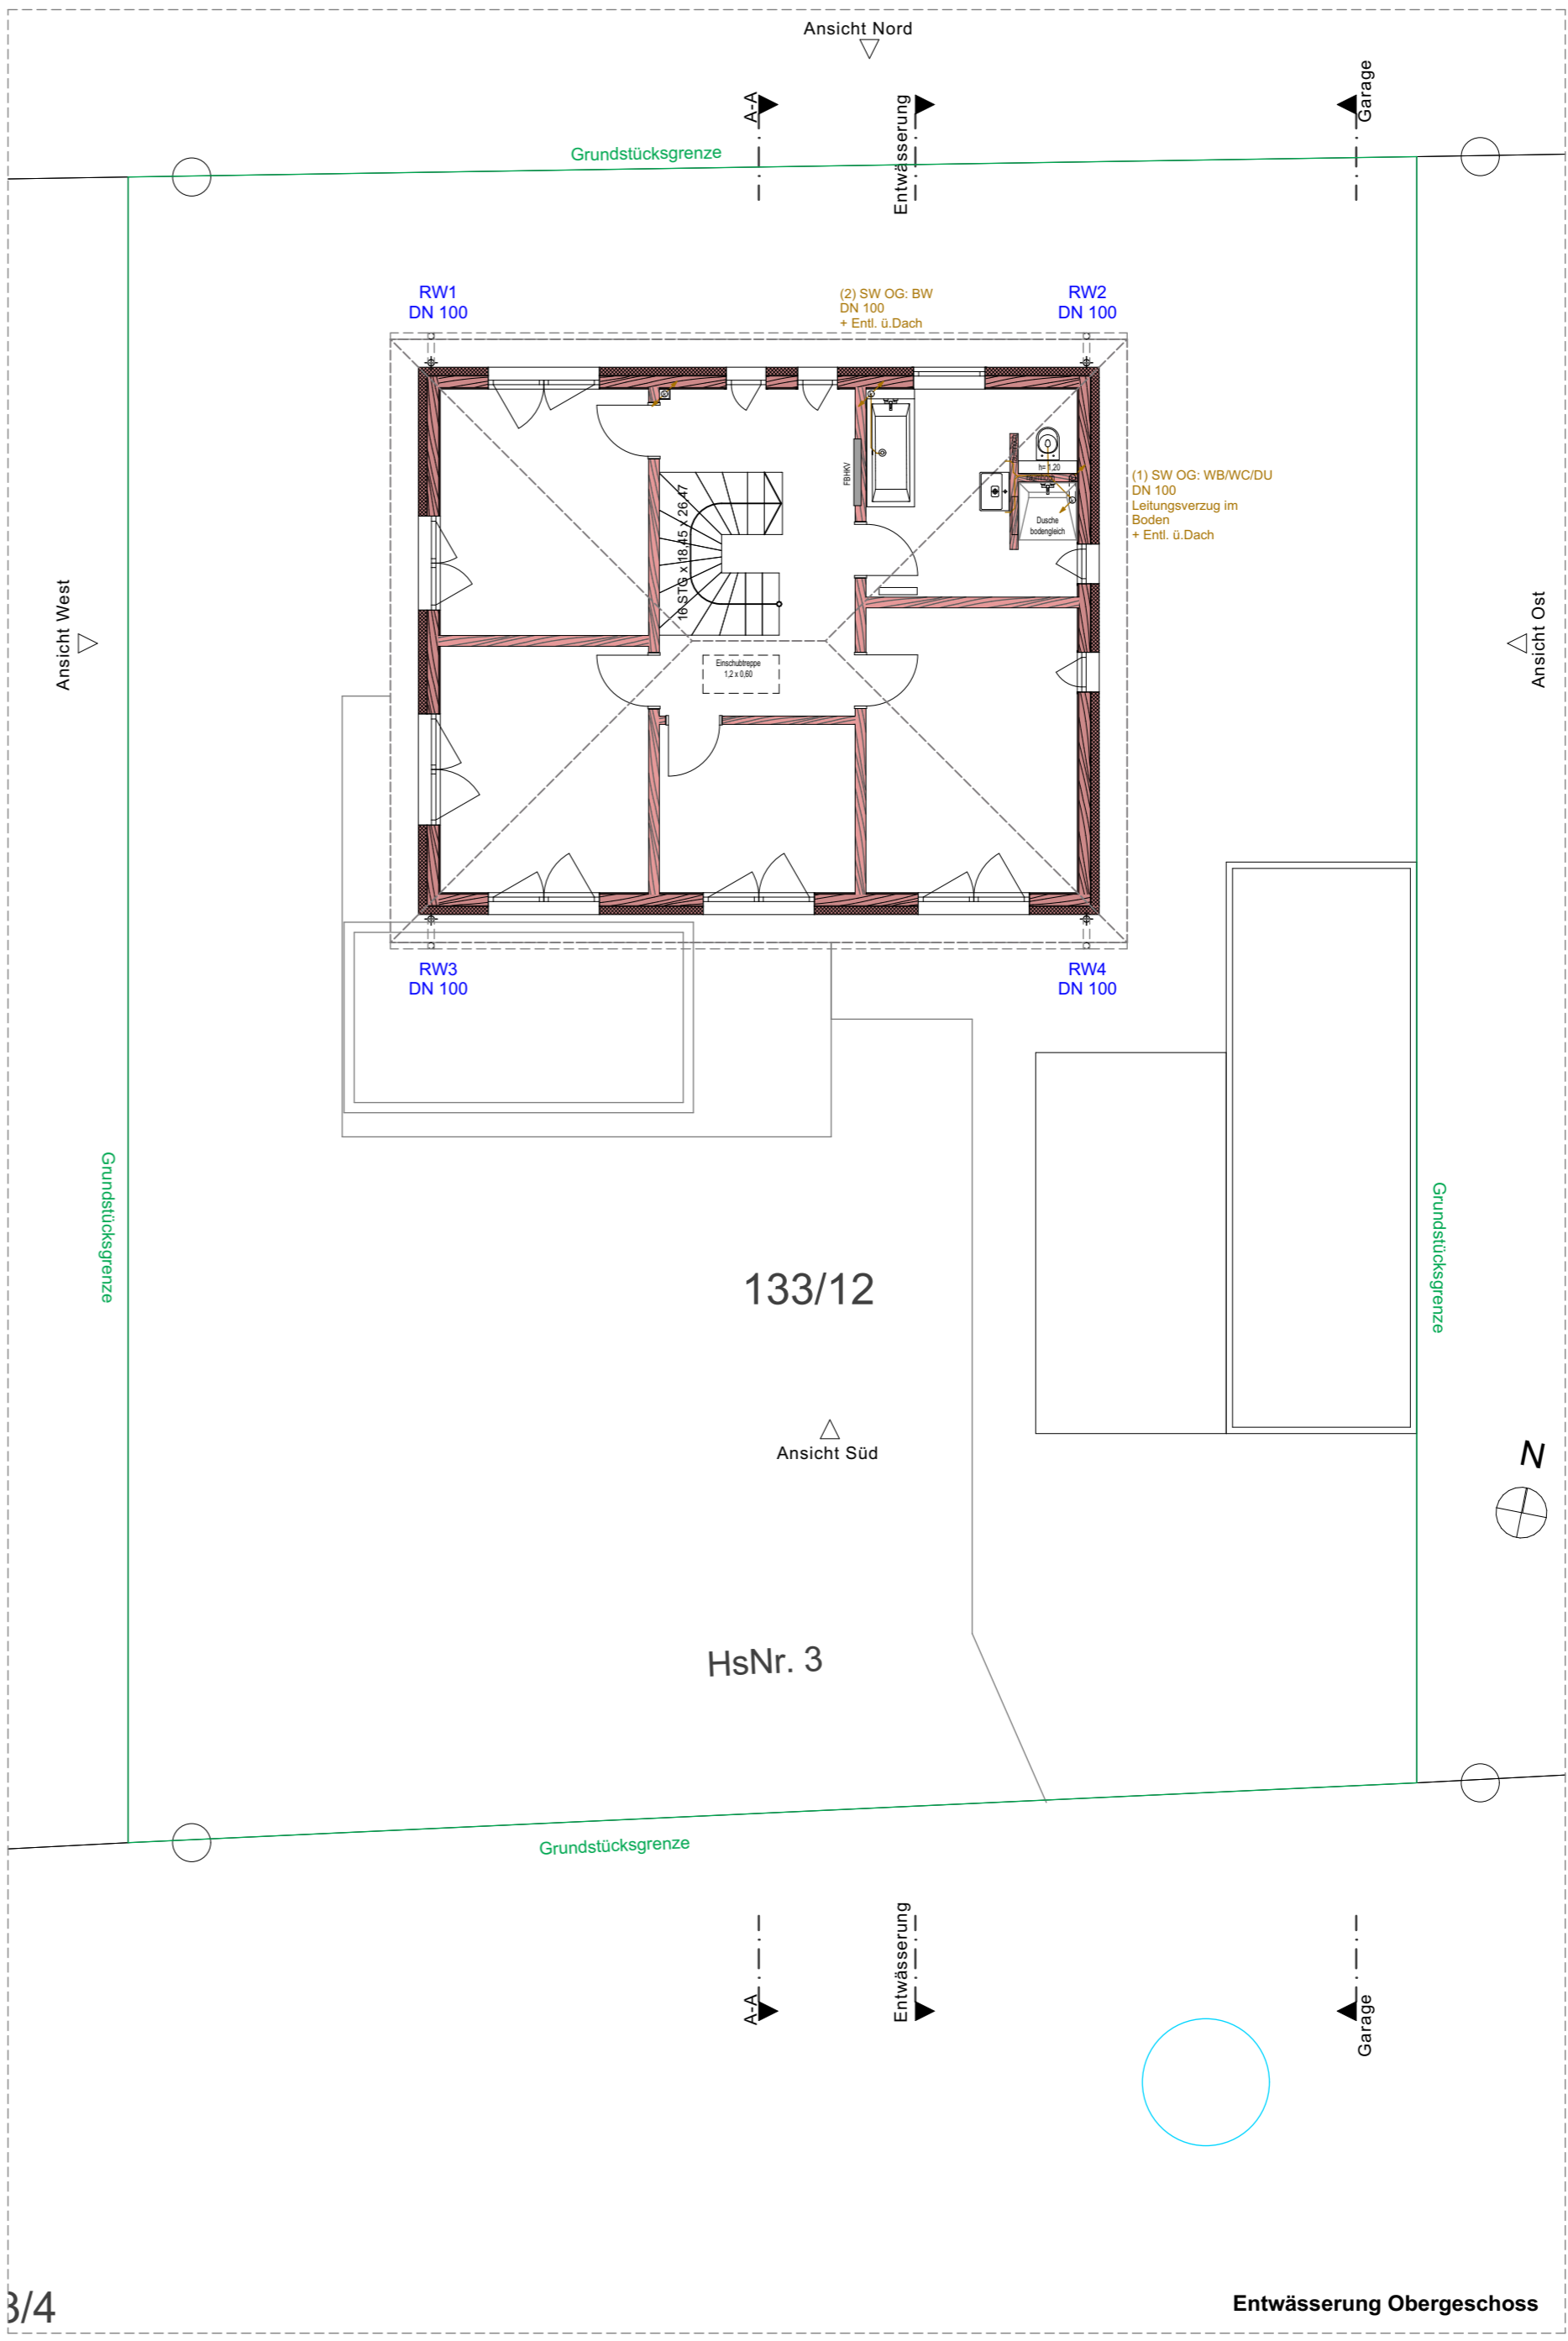 Ansicht Nord
A-A
Entwässerung
Garage
Grundstücksgrenze
RW1
DN 100
(2) SW OG: BW
DN 100
+ Entl. ü.Dach
RW2
DN 100
FBHKV
h= 1,20
Dusche
bodengleich
(1) SW OG: WB/WC/DU
DN 100
Leitungsverzug im
Boden
+ Entl. ü.Dach
16 STG x 18,45 x 26,47
Einschubtreppe
1,2 x 0,60
Ansicht West
Ansicht Ost
RW3
DN 100
RW4
DN 100
Grundstücksgrenze
Grundstücksgrenze
133/12
Ansicht Süd
N
HsNr. 3
Grundstücksgrenze
A-A
Entwässerung
Garage
3/4
Entwässerung Obergeschoss